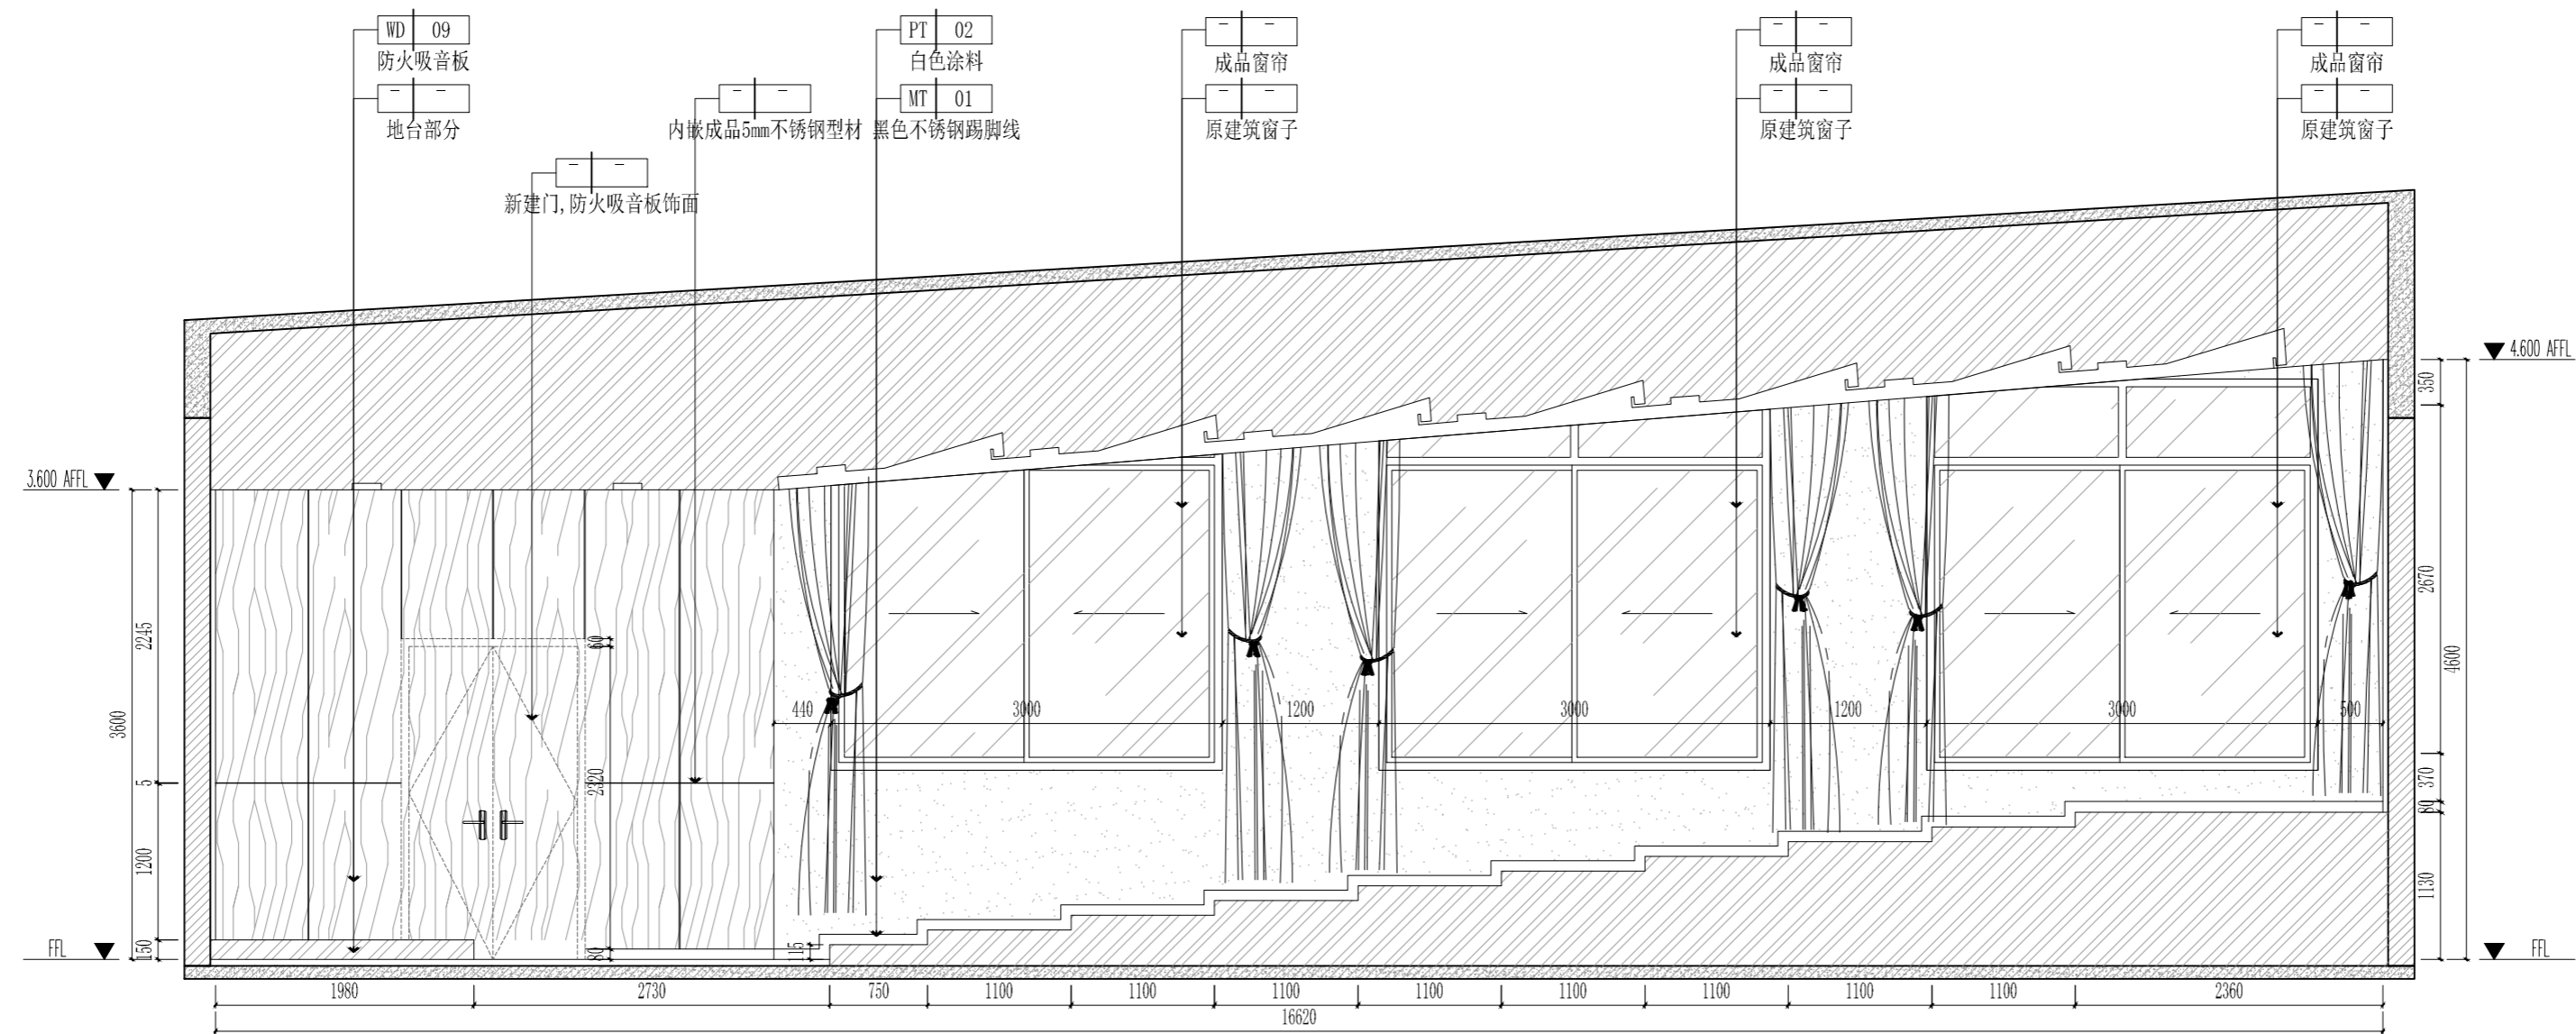 WD 09
防火吸音板
PT 02
白色涂料
- -
成品窗帘
- -
成品窗帘
- -
成品窗帘
- -
地台部分
- -
内嵌成品5mm不锈钢型材
MT 01
黑色不锈钢踢脚线
- -
原建筑窗子
- -
原建筑窗子
- -
原建筑窗子
- -
新建门,防火吸音板饰面
4.600 AFFL
350
3.600 AFFL
2670
2245
60
4600
3600
440
3000
1200
3000
1200
3000
500
5
2320
370
80
1200
1130
115
150
80
FFL
FFL
1980
2730
750
1100
1100
1100
1100
1100
1100
1100
1100
2360
16620